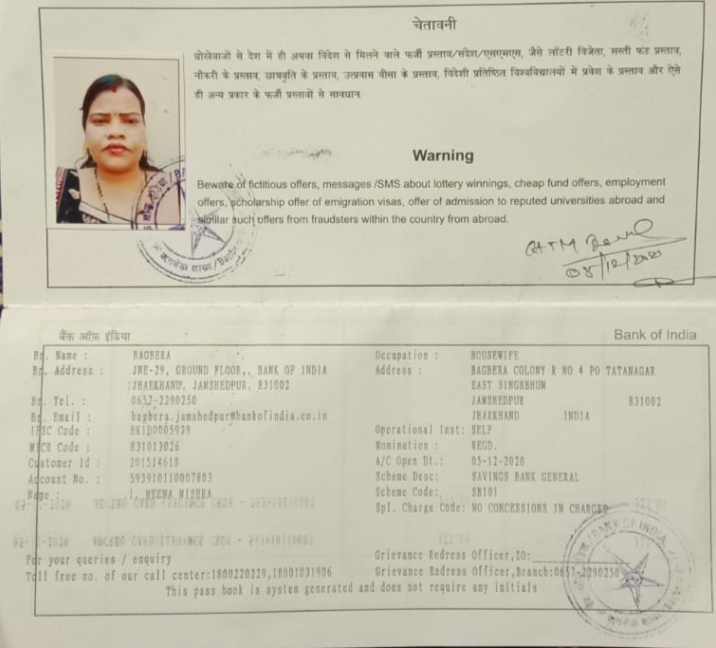 चेतावनी
धोखेबाजों से देश में ही अथवा विदेश से मिलने वाले फर्जी प्रस्ताव/संदेश/एसएमएस, जैसे लॉटरी विजेता, सस्ती फंड प्रस्ताव,
नौकरी के प्रस्ताव, छात्रवृति के प्रस्ताव, उत्प्रवास वीसा के प्रस्ताव, विदेशी प्रतिष्ठित विश्वविद्यालयों में प्रवेश के प्रस्ताव और ऐसे
ही अन्य प्रकार के फर्जी प्रस्तावों से सावधान
Warning
Beware of fictitious offers, messages /SMS about lottery winnings, cheap fund offers, employment
offers, scholarship offer of emigration visas, offer of admission to reputed universities abroad and
similar such offers from fraudsters within the country from abroad.
ATM
बैंक ऑफ़ इंडिया
Bank of India
Br. Name : BAGBERA
Br. Address : JNE-29, GROUND FLOOR,, BANK OF INDIA
JHARKHAND, JAMSHEDPUR, 831002
Br. Tel. : 0657-2290250
Br. Email : bagbera.jamshedpur@bankofindia.co.in
IFSC Code : BKID0005939
MICR Code : 831013026
Customer Id : 201514618
Account No. : 593910110007803
Name : 1. MEENA MISHRA
Occupation : HOUSEWIFE
Address : BAGBERA COLONY R NO 4 PO TATANAGAR
EAST SINGHBHUM
JAMSHEDPUR 831002
JHARKHAND INDIA
Operational Inst: SELF
Nomination : REGD.
A/C Open Dt.: 05-12-2020
Scheme Desc: SAVINGS BANK GENERAL
Scheme Code: SB101
Spl. Charge Code: NO CONCESSIONS IN CHARGES
For your queries / enquiry
Toll free no. of our call center:1800220229,18001031906
Grievance Redress Officer,ZO:
Grievance Redress Officer,Branch:0657-2290250
This pass book is system generated and does not require any initials
BANK OF INDIA